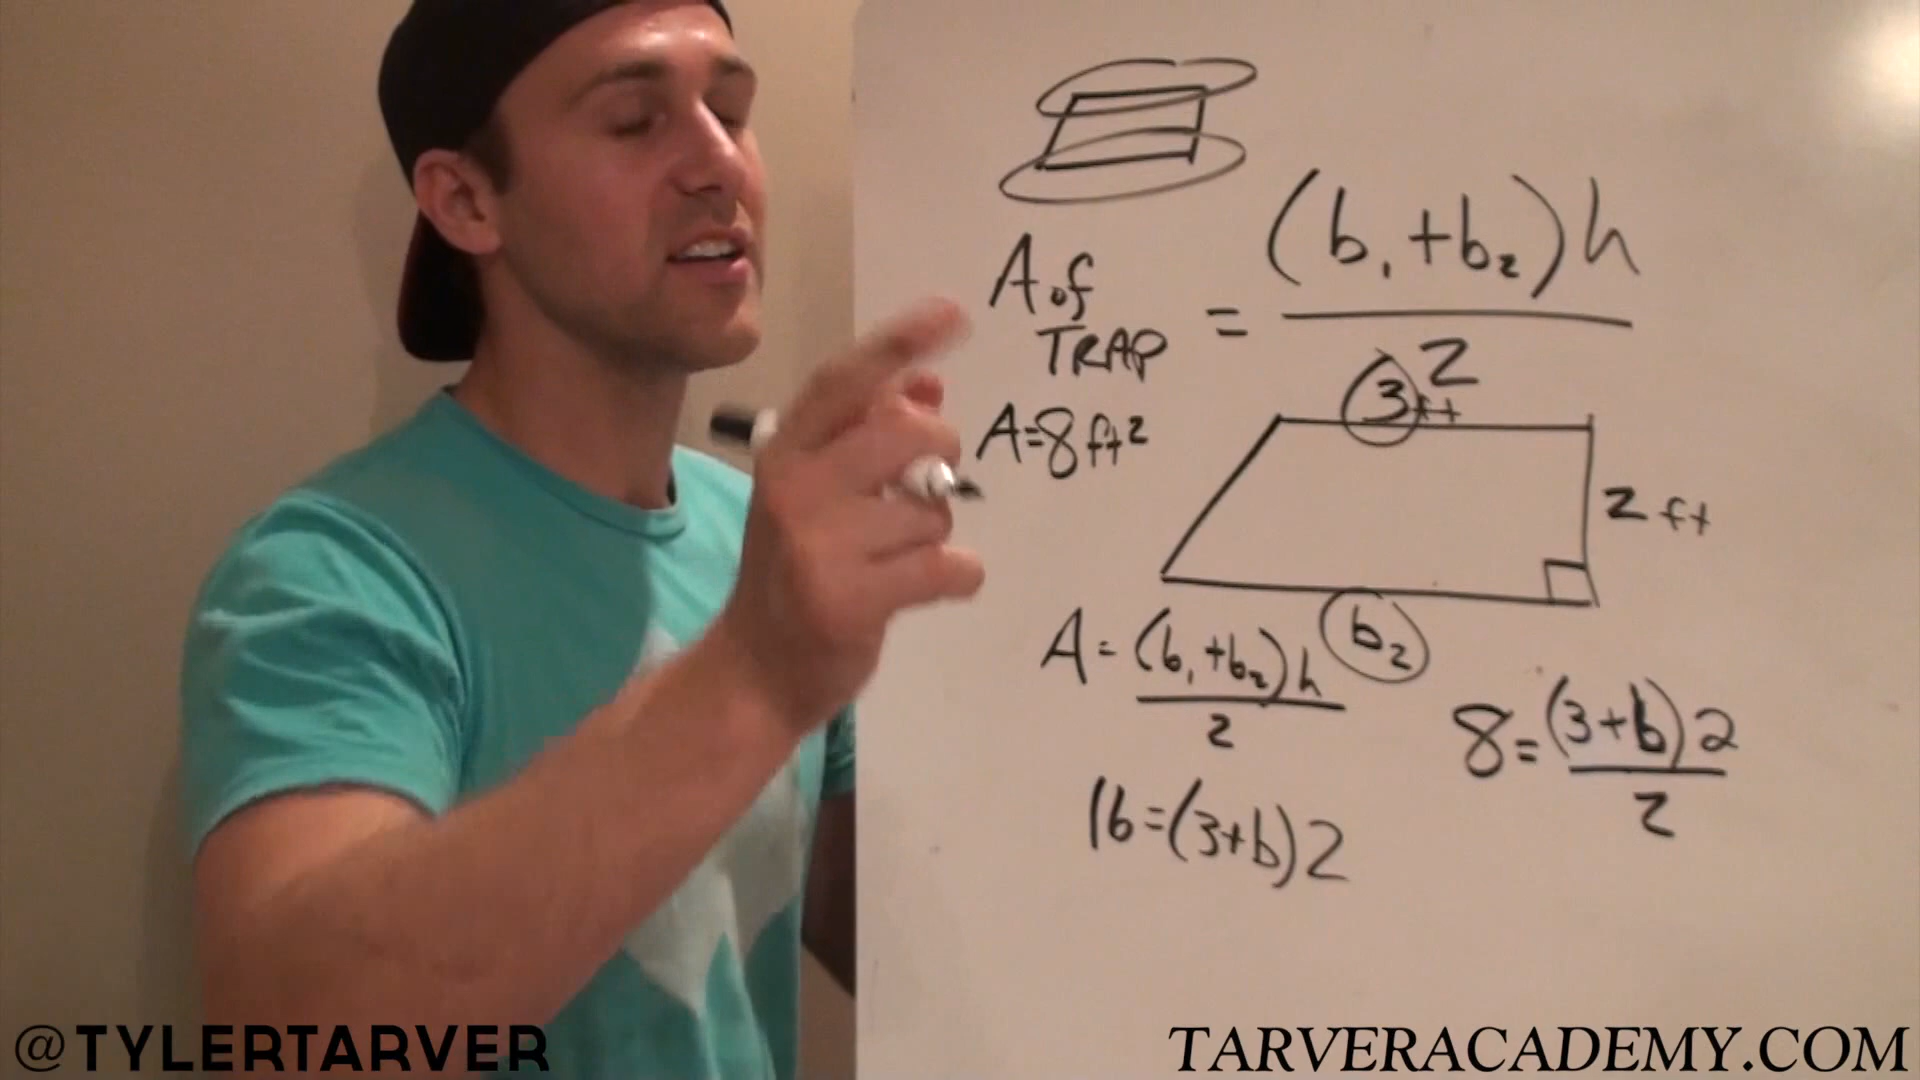 A of TRAP = (b₁+b₂)h / 2
A=8ft²
3ft
2 ft
b₂
A=(b₁+b₂)h / 2
8=(3+b)2 / 2
16=(3+b)2
@TYLERTARVER
TARVERACADEMY.COM